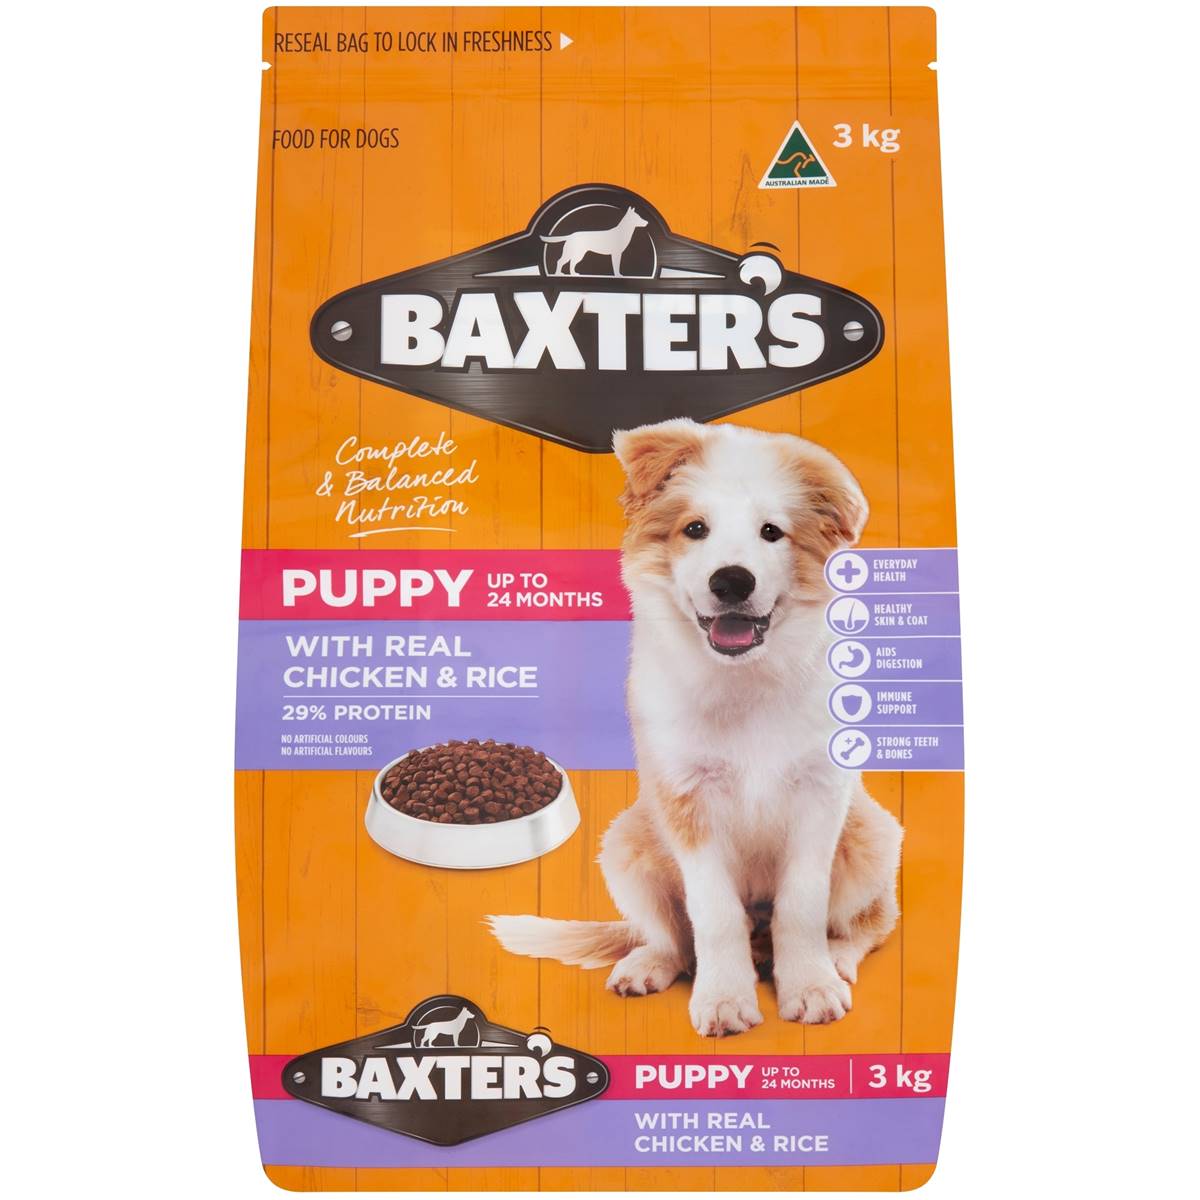 RESEAL BAG TO LOCK IN FRESHNESS
FOOD FOR DOGS
AUSTRALIAN MADE
3 kg
BAXTER'S
Complete
& Balanced
Nutrition
PUPPY UP TO
24 MONTHS
WITH REAL
CHICKEN & RICE
29% PROTEIN
NO ARTIFICIAL COLOURS
NO ARTIFICIAL FLAVOURS
EVERYDAY
HEALTH
HEALTHY
SKIN & COAT
AIDS
DIGESTION
IMMUNE
SUPPORT
STRONG TEETH
& BONES
BAXTER'S
PUPPY UP TO
24 MONTHS
3 kg
WITH REAL
CHICKEN & RICE